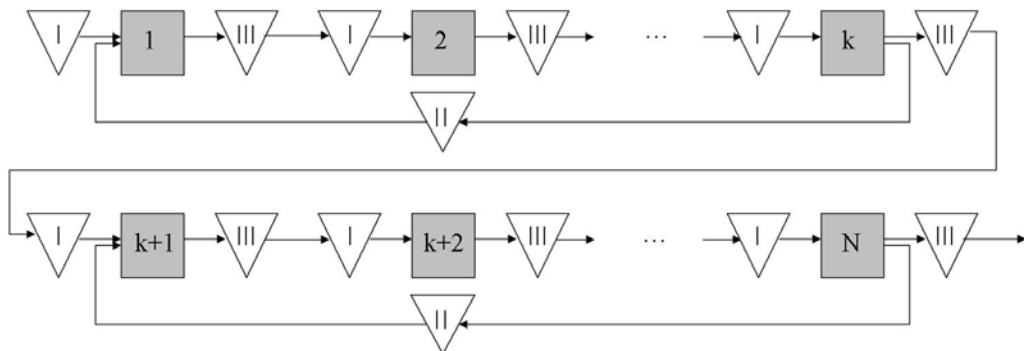 I 1 III I 2 III ... I k III
II
I k+1 III I k+2 III ... I N III
II